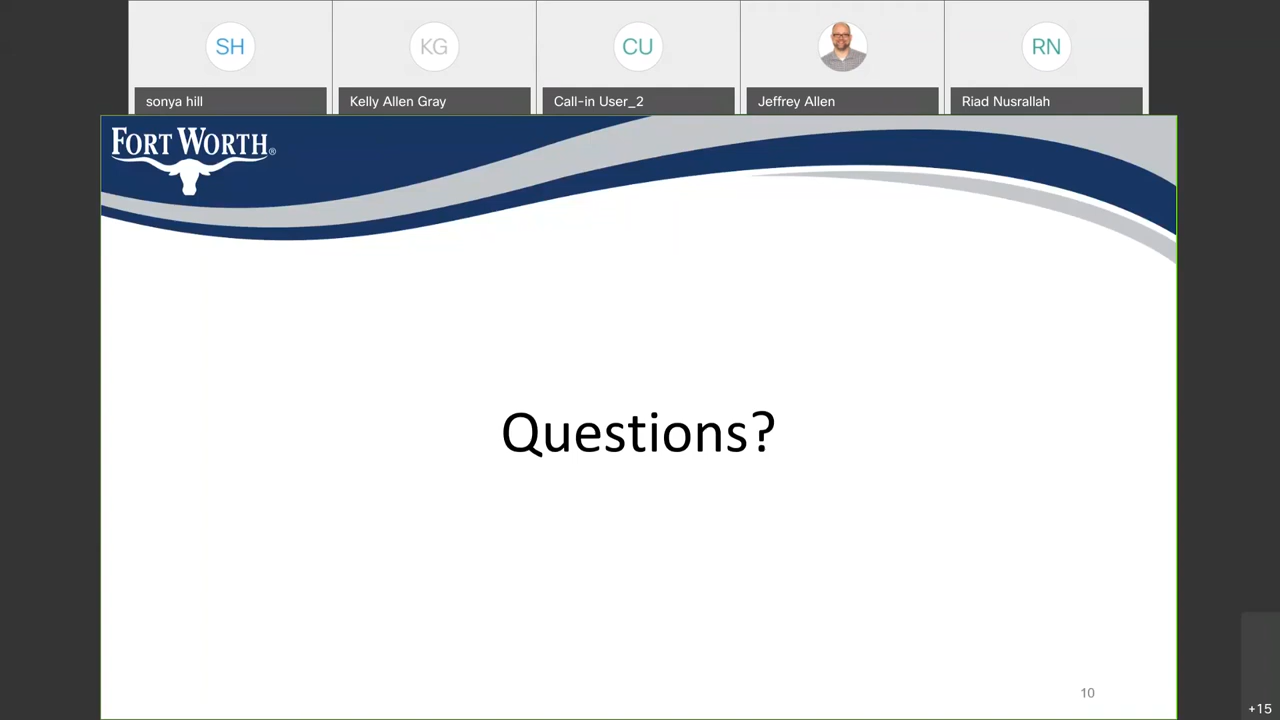 SH
KG
CU
RN
sonya hill
Kelly Allen Gray
Call-in User_2
Jeffrey Allen
Riad Nusrallah
FORT WORTH®
Questions?
10
+15